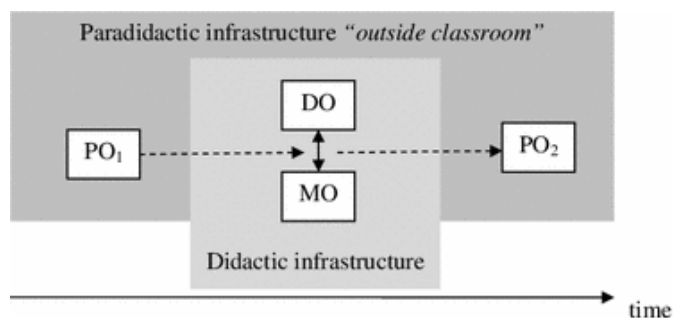 Paradidactic infrastructure “outside classroom”
DO
PO₁
PO₂
MO
Didactic infrastructure
time